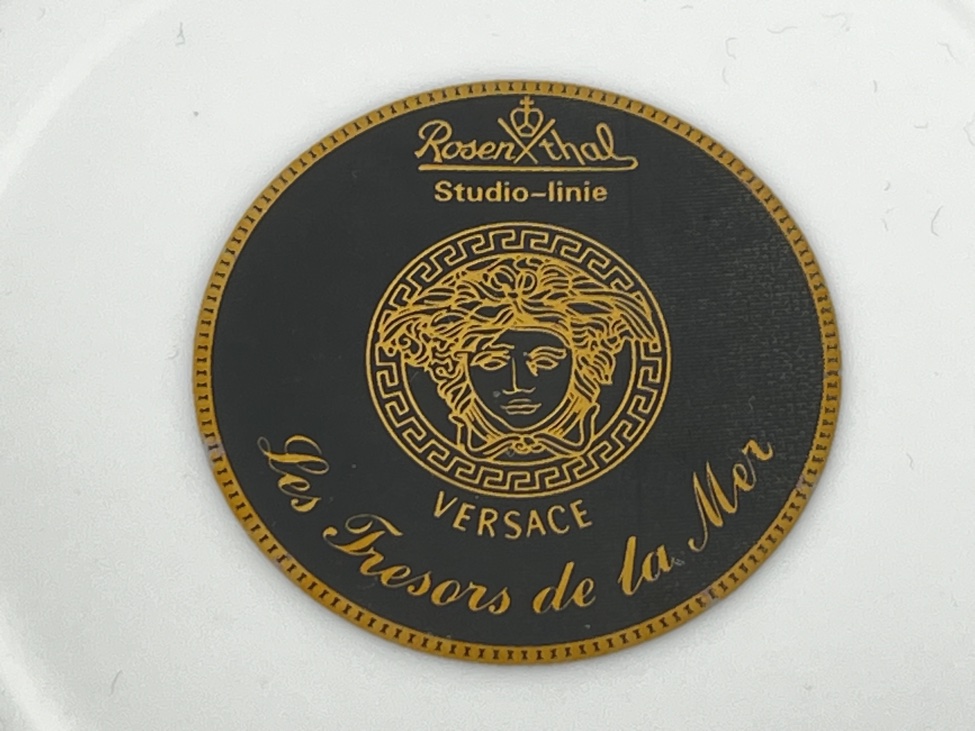 Rosenthal
Studio-linie
VERSACE
Les Tresors de la Mer